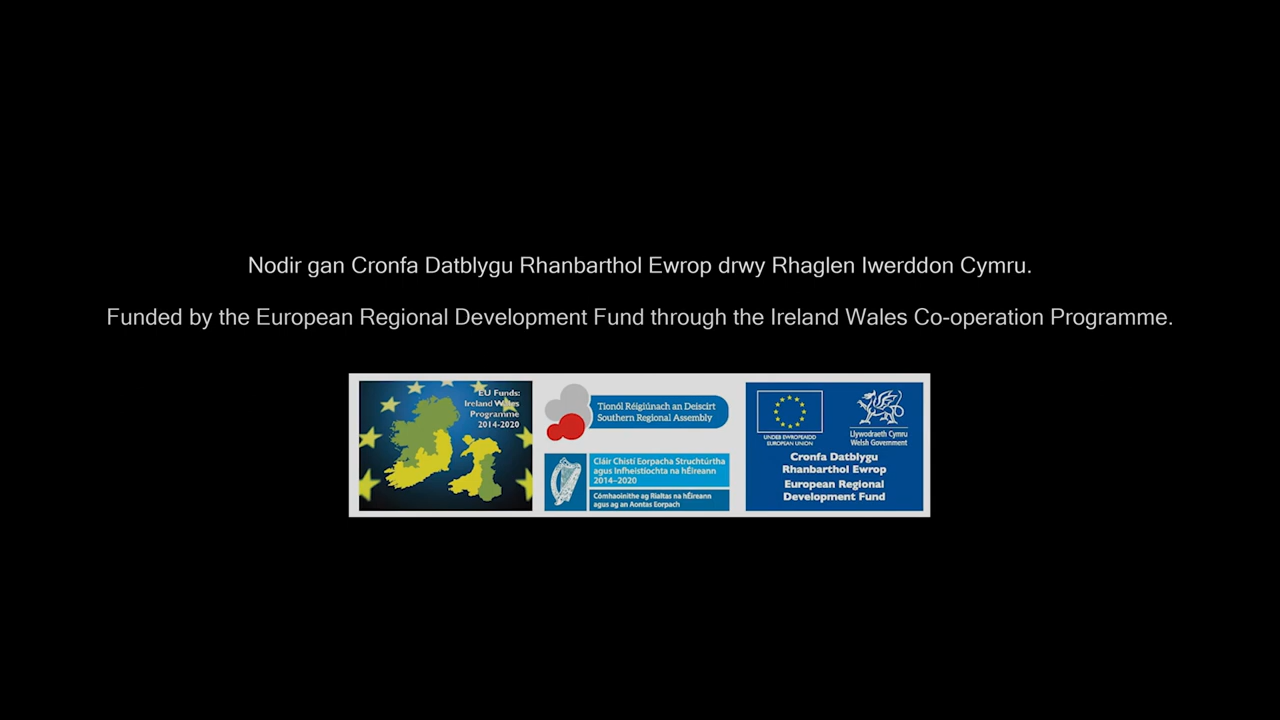 Nodir gan Cronfa Datblygu Rhanbarthol Ewrop drwy Rhaglen Iwerddon Cymru.
Funded by the European Regional Development Fund through the Ireland Wales Co-operation Programme.
EU Funds:
Ireland Wales
Programme
2014-2020
Tionól Réigiúnach an Deiscirt
Southern Regional Assembly
Cláir Chistí Eorpacha Struchtúrtha
agus Infheistíochta na hÉireann
2014–2020
Cómhaoinithe ag Rialtas na hÉireann
agus ag an Aontas Eorpach
UNDEB EWROPEAIDD
EUROPEAN UNION
Llywodraeth Cymru
Welsh Government
Cronfa Datblygu
Rhanbarthol Ewrop
European Regional
Development Fund